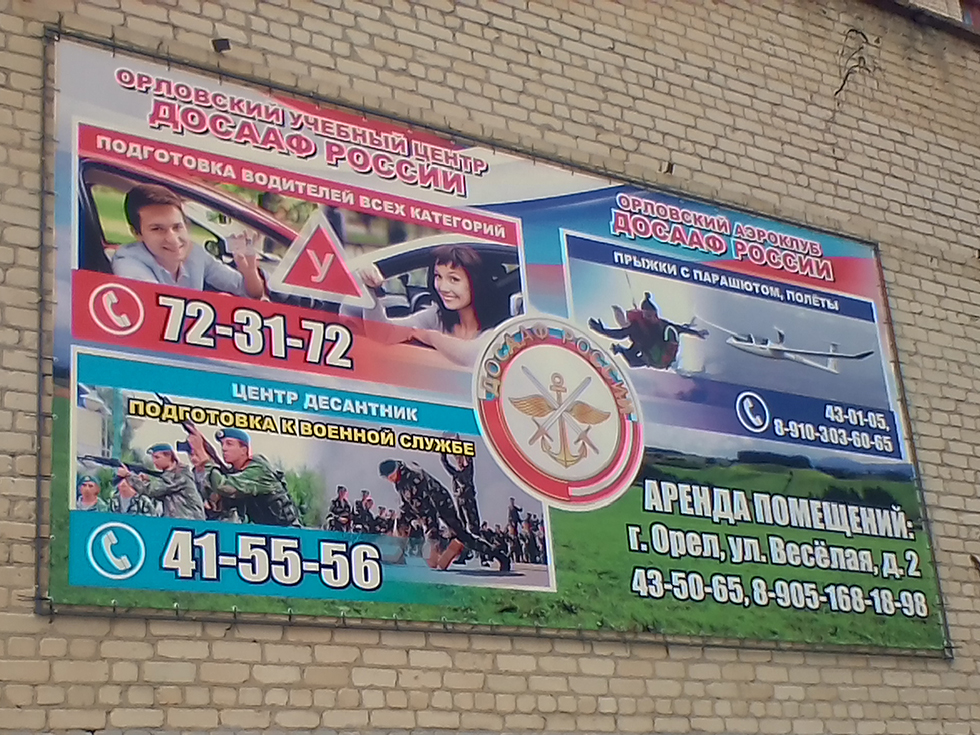 ОРЛОВСКИЙ УЧЕБНЫЙ ЦЕНТР
ДОСААФ РОССИИ
ПОДГОТОВКА ВОДИТЕЛЕЙ ВСЕХ КАТЕГОРИЙ
У
72-31-72
ЦЕНТР ДЕСАНТНИК
ПОДГОТОВКА К ВОЕННОЙ СЛУЖБЕ
41-55-56
ДОСААФ РОССИИ
ОРЛОВСКИЙ АЭРОКЛУБ
ДОСААФ РОССИИ
ПРЫЖКИ С ПАРАШЮТОМ, ПОЛЁТЫ
43-01-05,
8-910-303-60-65
АРЕНДА ПОМЕЩЕНИЙ:
г. Орел, ул. Весёлая, д. 2
43-50-65, 8-905-168-18-98